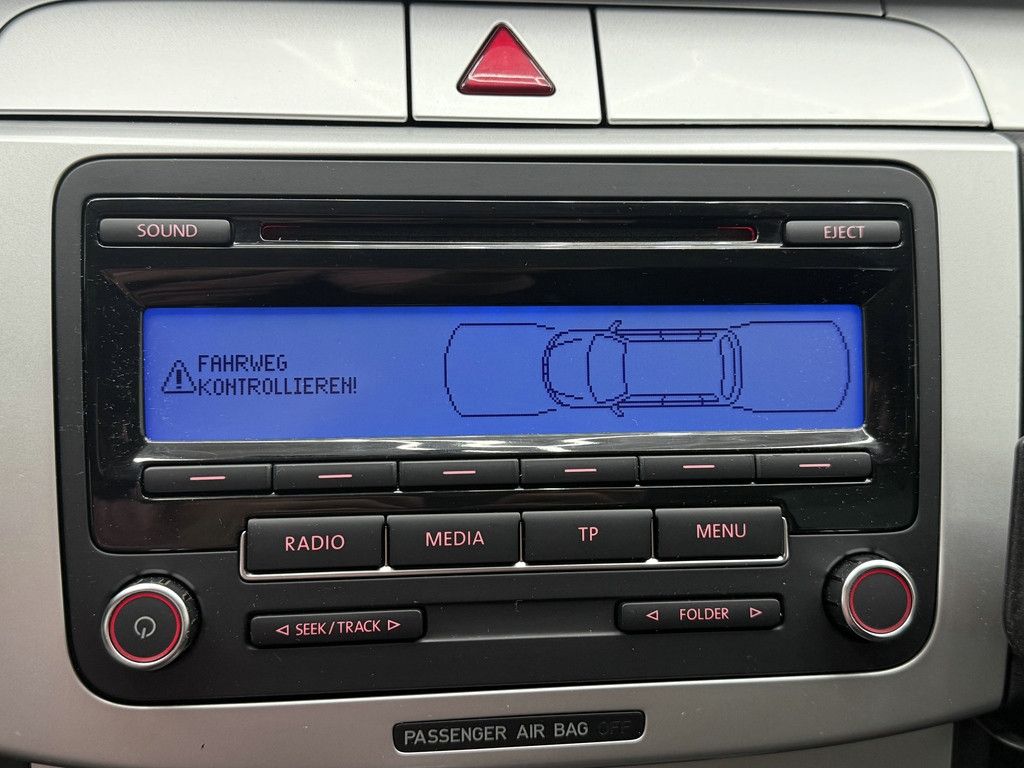 SOUND
EJECT
FAHRWEG
KONTROLLIEREN!
RADIO
MEDIA
TP
MENU
SEEK/TRACK
FOLDER
PASSENGER AIR BAG OFF